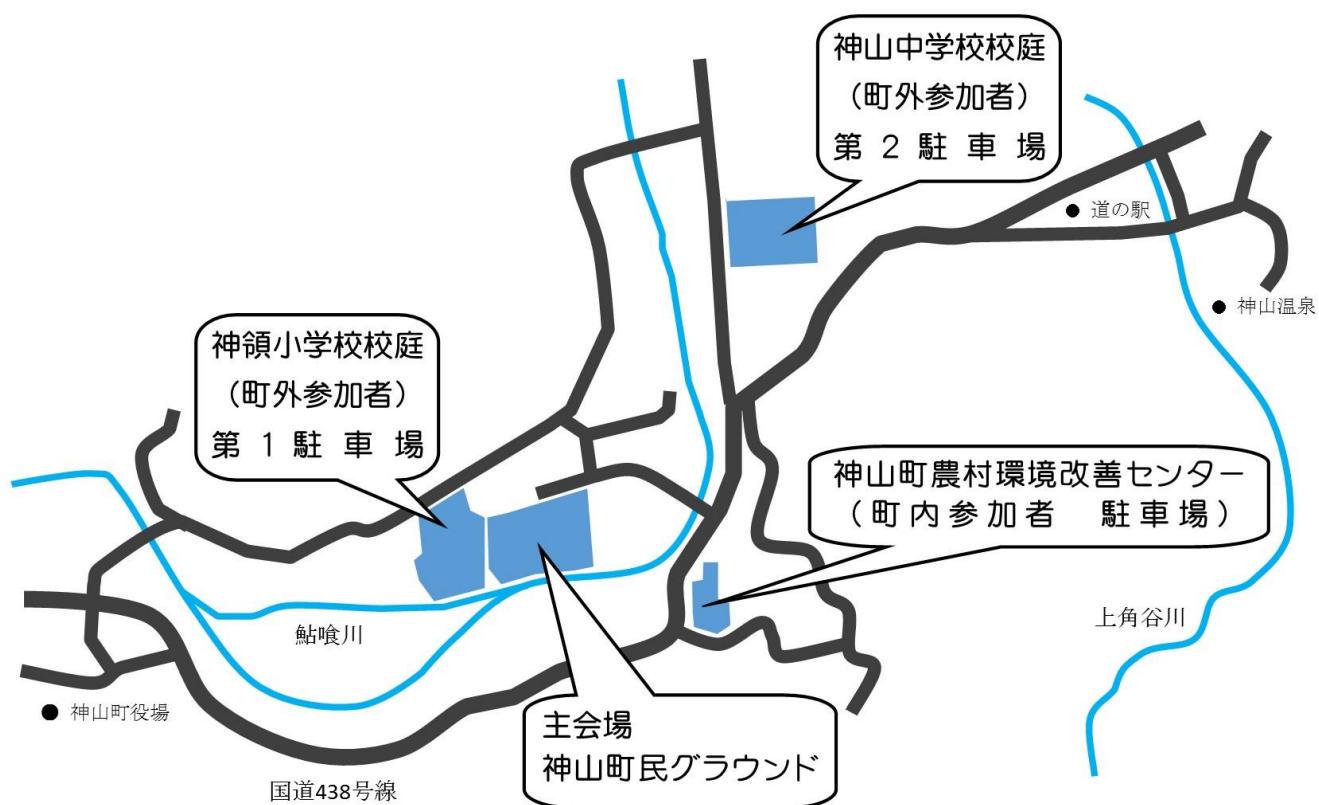 神山中学校校庭
（町外参加者）
第２駐車場
道の駅
神山温泉
神領小学校校庭
（町外参加者）
第１駐車場
神山町農村環境改善センター
（町内参加者　駐車場）
鮎喰川
上角谷川
神山町役場
主会場
神山町民グラウンド
国道438号線